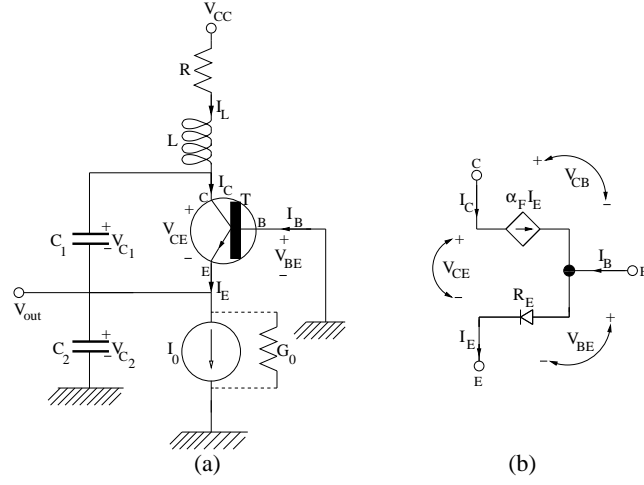 V_CC
R
I_L
L
I_C
C
T
+
V_CE
-
B
I_B
+
V_BE
-
E
I_E
C_1
+
-
V_C1
V_out
C_2
+
-
V_C2
I_0
G_0
(a)
C
I_C
α_F I_E
+
V_CB
-
+
V_CE
-
I_B
B
R_E
I_E
E
+
V_BE
-
(b)